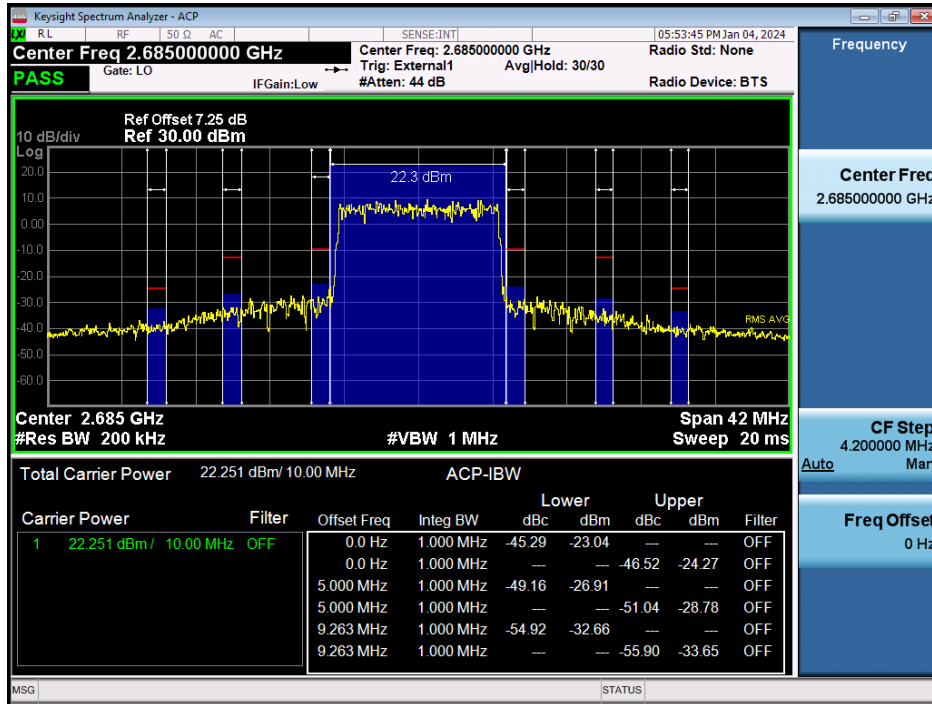 Keysight Spectrum Analyzer - ACP
LXI RL RF 50 Ω AC SENSE:INT 05:53:45 PM Jan 04, 2024
Center Freq 2.685000000 GHz
Center Freq: 2.685000000 GHz Radio Std: None
Gate: LO Trig: External1 Avg|Hold: 30/30
PASS IFGain:Low #Atten: 44 dB Radio Device: BTS
Ref Offset 7.25 dB
10 dB/div Ref 30.00 dBm
Log
20.0
22.3 dBm
10.0
0.00
-10.0
-20.0
-30.0
RMS AVG
-40.0
-50.0
-60.0
Center 2.685 GHz Span 42 MHz
#Res BW 200 kHz #VBW 1 MHz Sweep 20 ms
Total Carrier Power 22.251 dBm/ 10.00 MHz ACP-IBW
Lower Upper
Carrier Power Filter Offset Freq Integ BW dBc dBm dBc dBm Filter
1 22.251 dBm / 10.00 MHz OFF 0.0 Hz 1.000 MHz -45.29 -23.04 --- --- OFF
0.0 Hz 1.000 MHz --- --- -46.52 -24.27 OFF
5.000 MHz 1.000 MHz -49.16 -26.91 --- --- OFF
5.000 MHz 1.000 MHz --- --- -51.04 -28.78 OFF
9.263 MHz 1.000 MHz -54.92 -32.66 --- --- OFF
9.263 MHz 1.000 MHz --- --- -55.90 -33.65 OFF
MSG STATUS
Frequency
Center Freq
2.685000000 GHz
CF Step
4.200000 MHz
Auto Man
Freq Offset
0 Hz